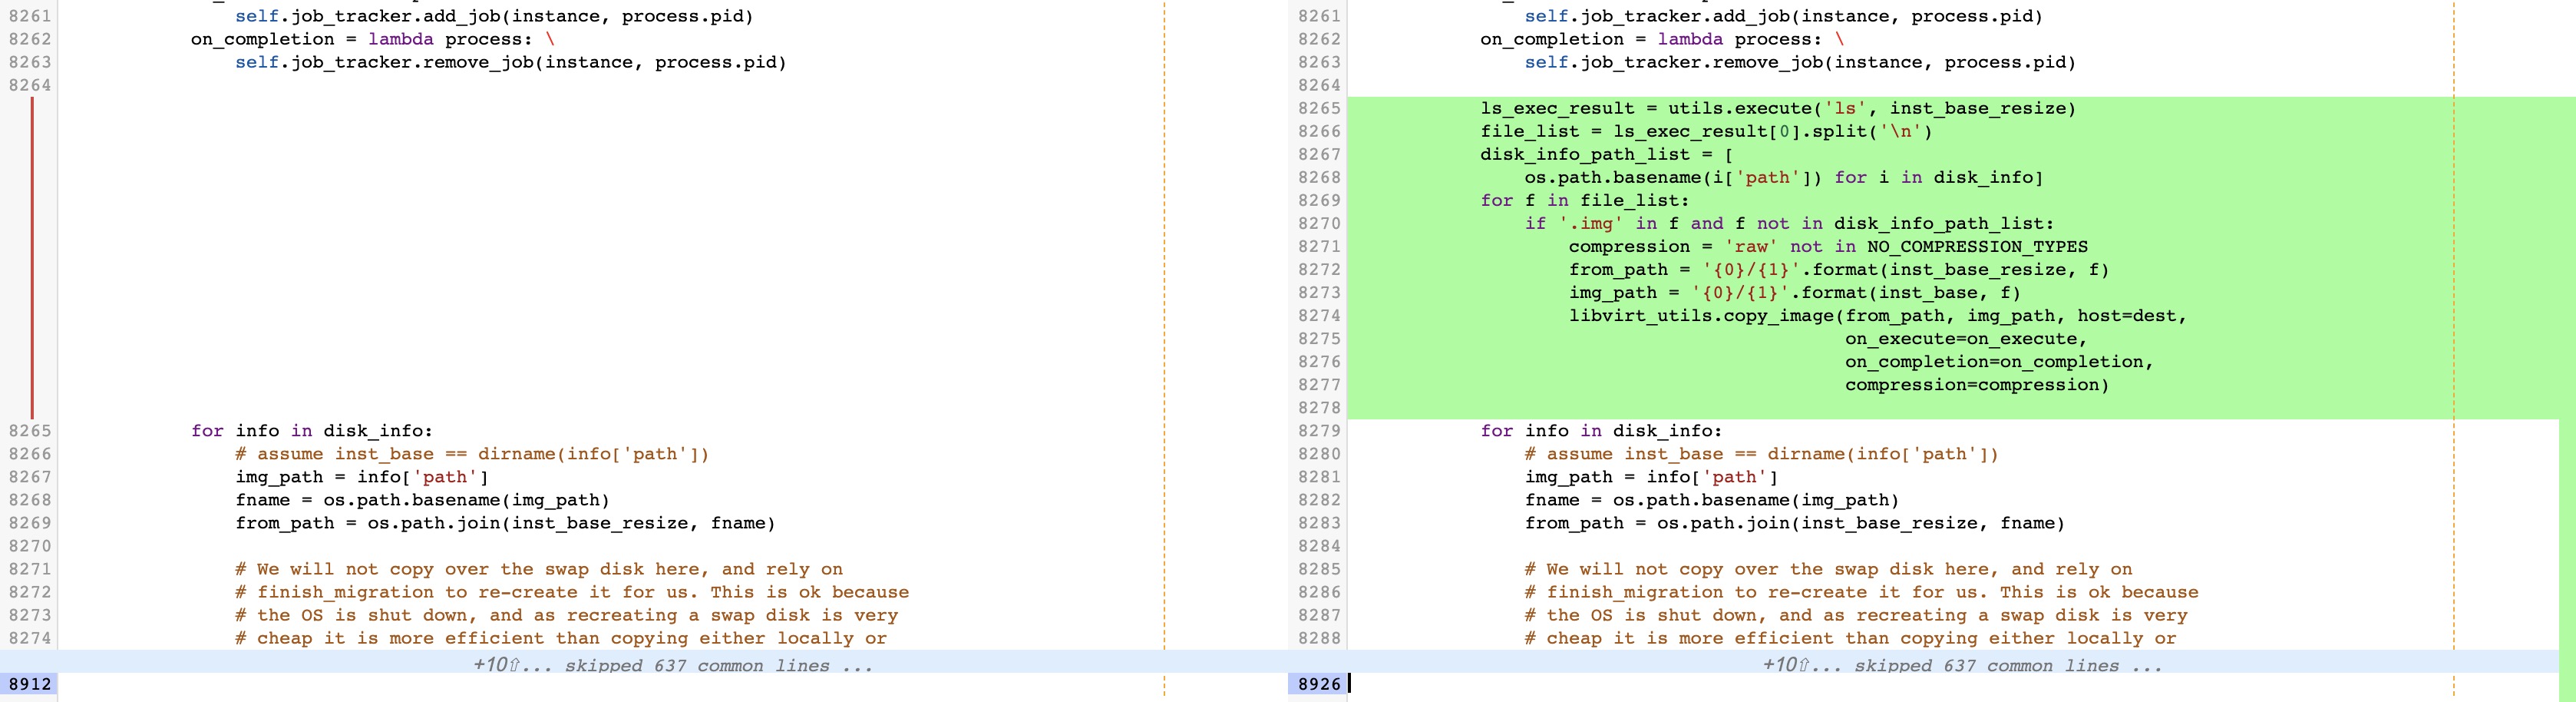 8261 self.job_tracker.add_job(instance, process.pid)
8262 on_completion = lambda process: \
8263 self.job_tracker.remove_job(instance, process.pid)
8264
8265 for info in disk_info:
8266 # assume inst_base == dirname(info['path'])
8267 img_path = info['path']
8268 fname = os.path.basename(img_path)
8269 from_path = os.path.join(inst_base_resize, fname)
8270
8271 # We will not copy over the swap disk here, and rely on
8272 # finish_migration to re-create it for us. This is ok because
8273 # the OS is shut down, and as recreating a swap disk is very
8274 # cheap it is more efficient than copying either locally or
+10⇧... skipped 637 common lines ...
8912
8261 self.job_tracker.add_job(instance, process.pid)
8262 on_completion = lambda process: \
8263 self.job_tracker.remove_job(instance, process.pid)
8264
8265 ls_exec_result = utils.execute('ls', inst_base_resize)
8266 file_list = ls_exec_result[0].split('\n')
8267 disk_info_path_list = [
8268 os.path.basename(i['path']) for i in disk_info]
8269 for f in file_list:
8270 if '.img' in f and f not in disk_info_path_list:
8271 compression = 'raw' not in NO_COMPRESSION_TYPES
8272 from_path = '{0}/{1}'.format(inst_base_resize, f)
8273 img_path = '{0}/{1}'.format(inst_base, f)
8274 libvirt_utils.copy_image(from_path, img_path, host=dest,
8275 on_execute=on_execute,
8276 on_completion=on_completion,
8277 compression=compression)
8278
8279 for info in disk_info:
8280 # assume inst_base == dirname(info['path'])
8281 img_path = info['path']
8282 fname = os.path.basename(img_path)
8283 from_path = os.path.join(inst_base_resize, fname)
8284
8285 # We will not copy over the swap disk here, and rely on
8286 # finish_migration to re-create it for us. This is ok because
8287 # the OS is shut down, and as recreating a swap disk is very
8288 # cheap it is more efficient than copying either locally or
+10⇧... skipped 637 common lines ...
8926